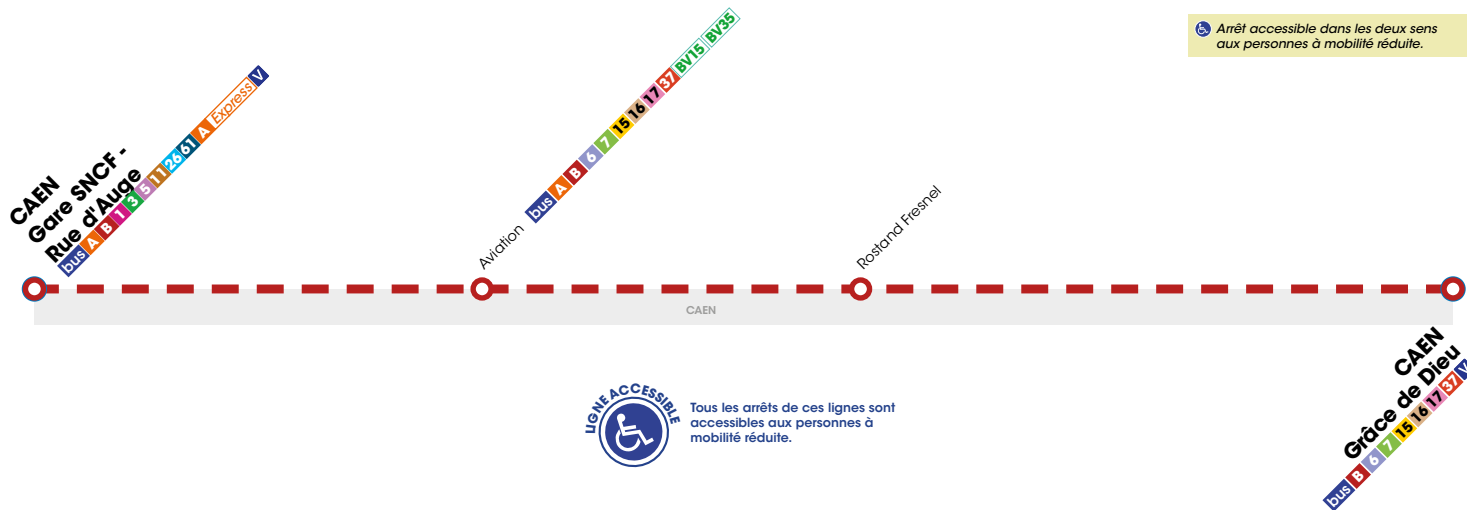 Arrêt accessible dans les deux sens
aux personnes à mobilité réduite.
CAEN
Gare SNCF -
Rue d'Auge
bus A B 1 3 5 11 26 61 A Express V
Aviation bus A B 6 7 15 16 17 37 BV15 BV35
Rostand Fresnel
CAEN
CAEN
Grâce de Dieu
bus B 6 7 15 16 17 37 V
LIGNE ACCESSIBLE
Tous les arrêts de ces lignes sont
accessibles aux personnes à
mobilité réduite.